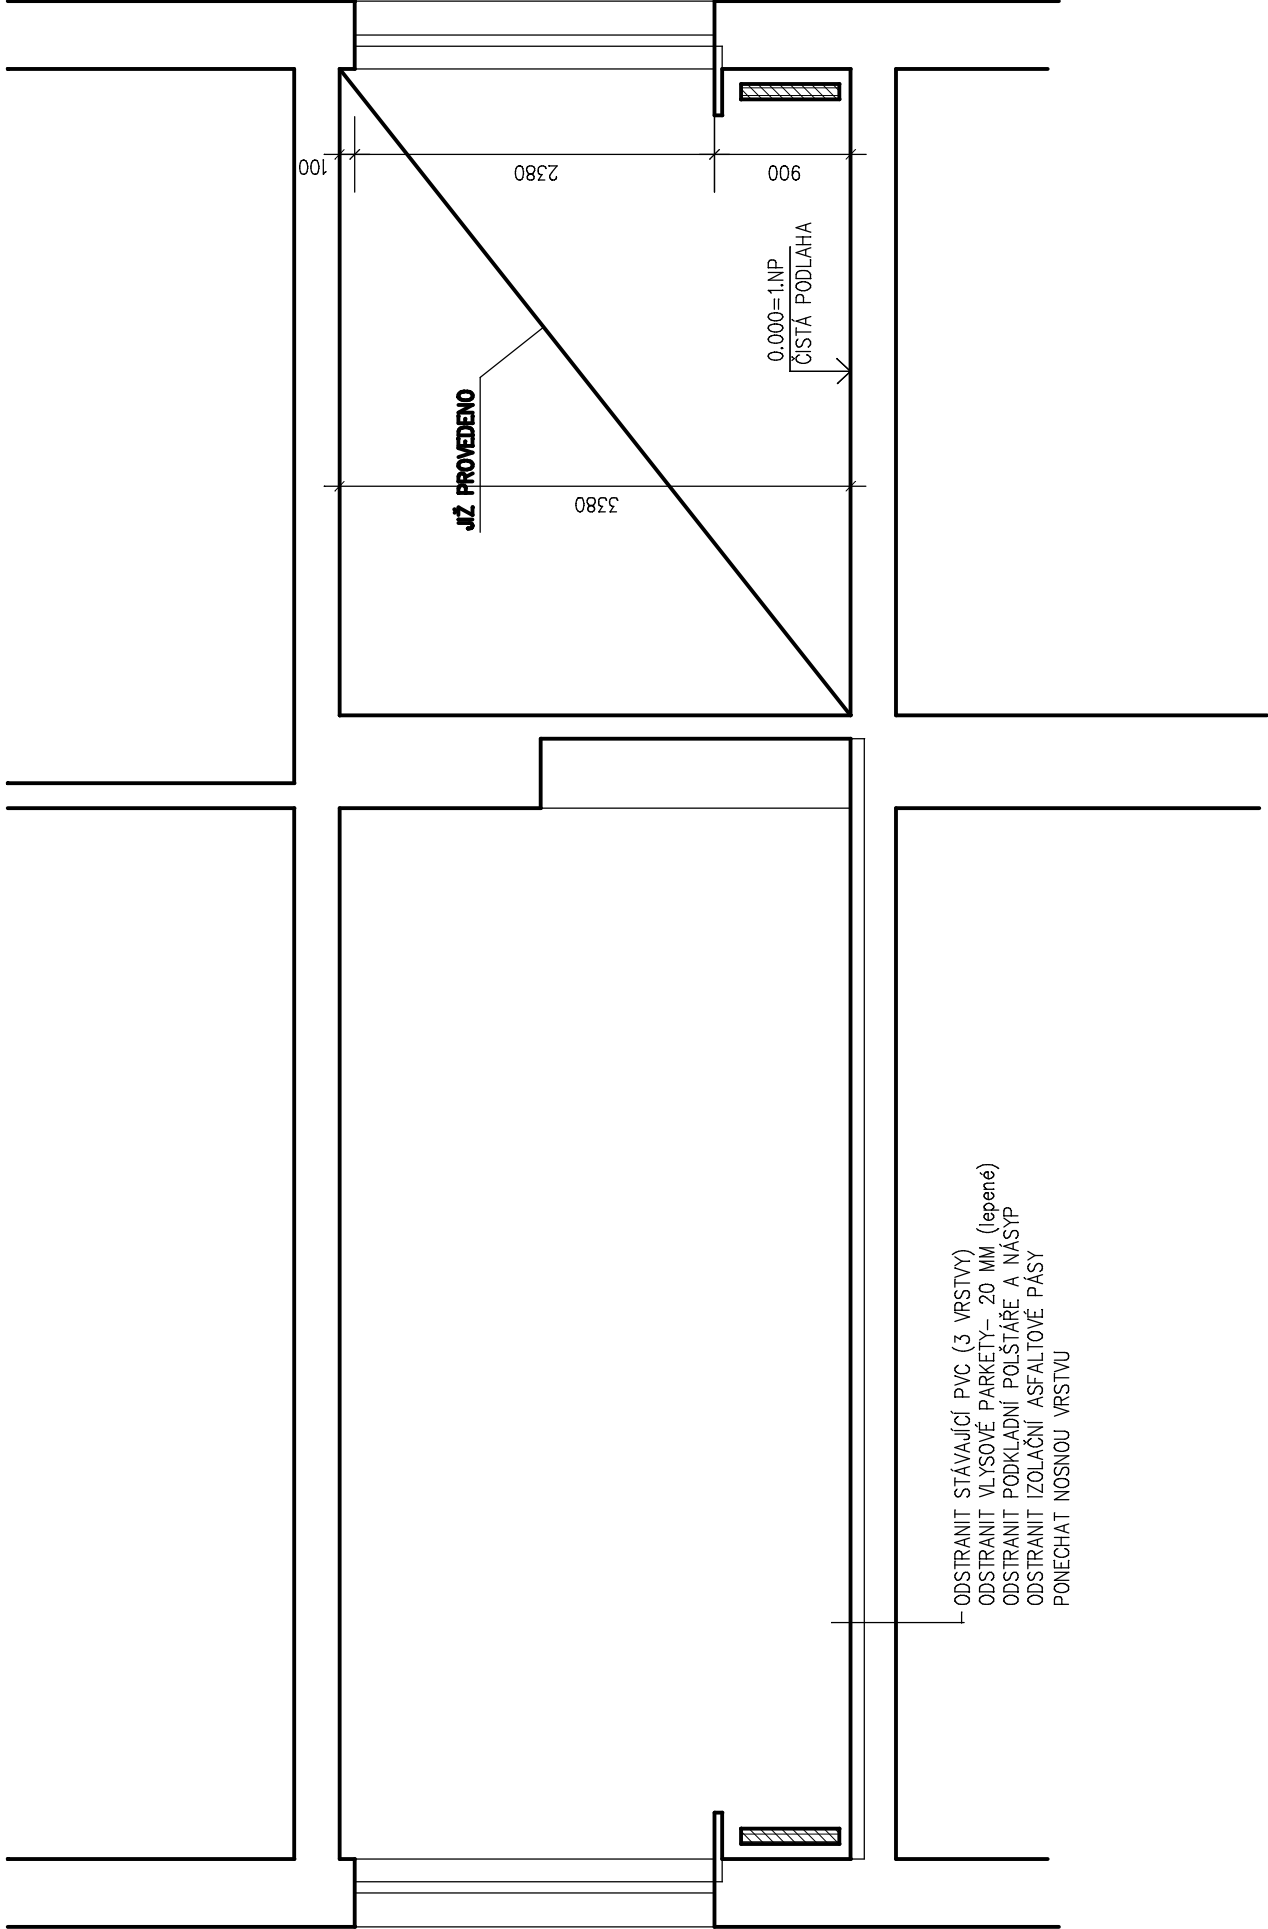 100
2380
900
0.000=1.NP
ČISTÁ PODLAHA
JIŽ PROVEDENO
3380
ODSTRANIT STÁVAJÍCÍ PVC (3 VRSTVY)
ODSTRANIT VLYSOVÉ PARKETY– 20 MM (lepené)
ODSTRANIT PODKLADNÍ POLŠTÁŘE A NÁSYP
ODSTRANIT IZOLAČNÍ ASFALTOVÉ PÁSY
PONECHAT NOSNOU VRSTVU